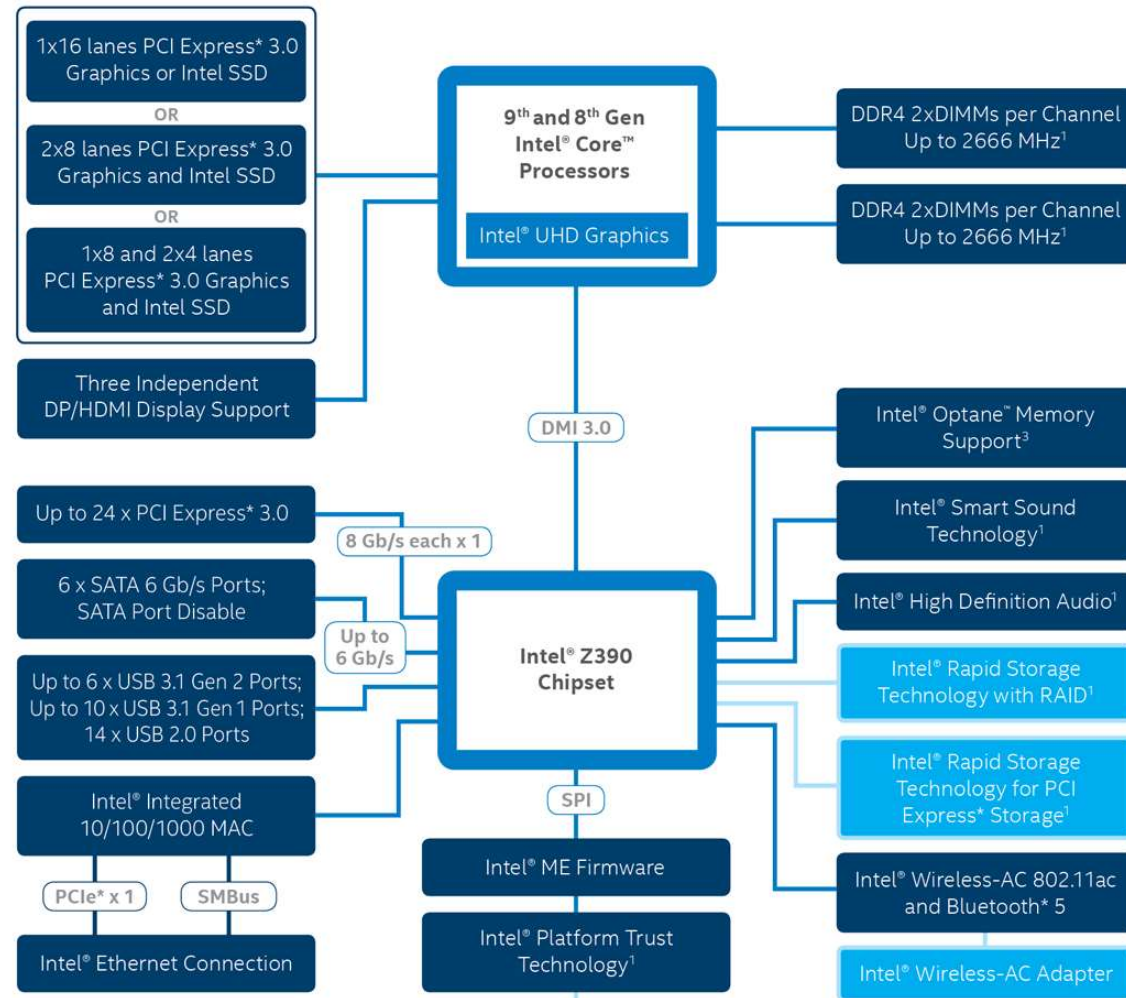 1x16 lanes PCI Express* 3.0
Graphics or Intel SSD
OR
2x8 lanes PCI Express* 3.0
Graphics and Intel SSD
OR
1x8 and 2x4 lanes
PCI Express* 3.0 Graphics
and Intel SSD
Three Independent
DP/HDMI Display Support
9th and 8th Gen
Intel® Core™
Processors
Intel® UHD Graphics
DDR4 2xDIMMs per Channel
Up to 2666 MHz¹
DDR4 2xDIMMs per Channel
Up to 2666 MHz¹
DMI 3.0
Up to 24 x PCI Express* 3.0
8 Gb/s each x 1
6 x SATA 6 Gb/s Ports;
SATA Port Disable
Up to
6 Gb/s
Up to 6 x USB 3.1 Gen 2 Ports;
Up to 10 x USB 3.1 Gen 1 Ports;
14 x USB 2.0 Ports
Intel® Integrated
10/100/1000 MAC
PCIe* x 1
SMBus
Intel® Ethernet Connection
Intel® Z390
Chipset
SPI
Intel® ME Firmware
Intel® Platform Trust
Technology¹
Intel® Optane™ Memory
Support³
Intel® Smart Sound
Technology¹
Intel® High Definition Audio¹
Intel® Rapid Storage
Technology with RAID¹
Intel® Rapid Storage
Technology for PCI
Express* Storage¹
Intel® Wireless-AC 802.11ac
and Bluetooth* 5
Intel® Wireless-AC Adapter